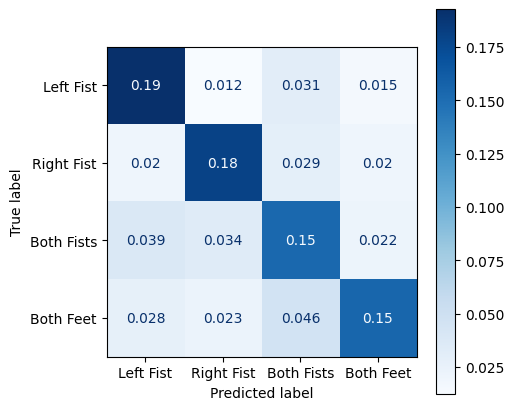 Left Fist 0.19 0.012 0.031 0.015
Right Fist 0.02 0.18 0.029 0.02
Both Fists 0.039 0.034 0.15 0.022
Both Feet 0.028 0.023 0.046 0.15
Left Fist Right Fist Both Fists Both Feet
Predicted label
True label
0.175
0.150
0.125
0.100
0.075
0.050
0.025